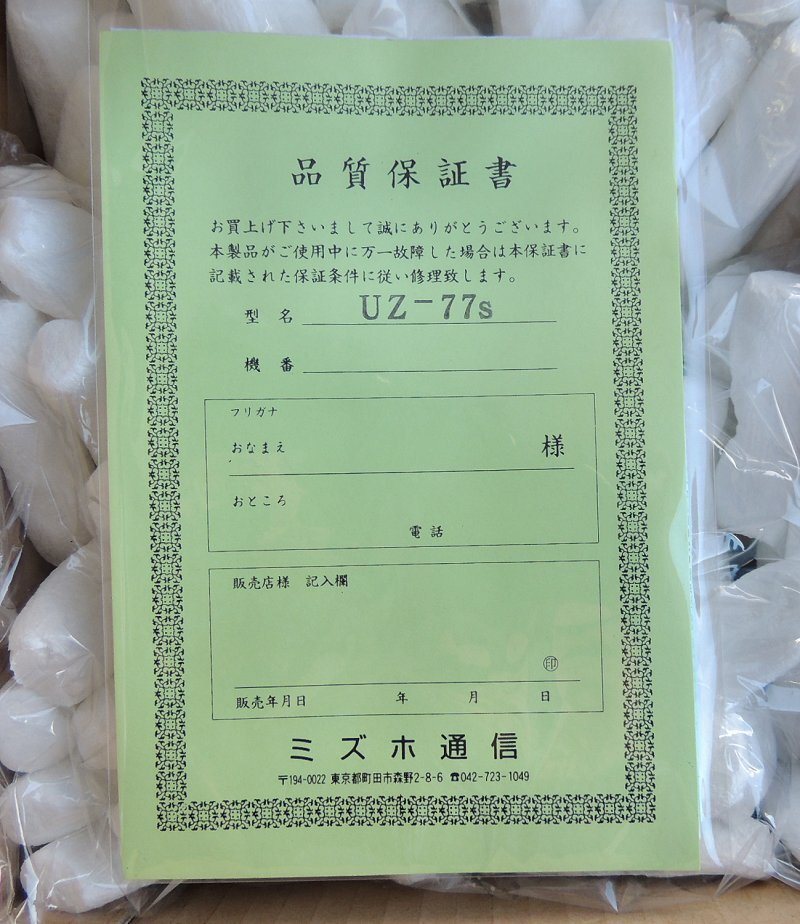 品質保証書
お買上げ下さいまして誠にありがとうございます。
本製品がご使用中に万一故障した場合は本保証書に
記載された保証条件に従い修理致します。
型名 UZ-77s
機番
フリガナ
おなまえ 様
おところ
電話
販売店様 記入欄
㊞
販売年月日 年 月 日
ミズホ通信
〒194-0022 東京都町田市森野2-8-6 ☎042-723-1049